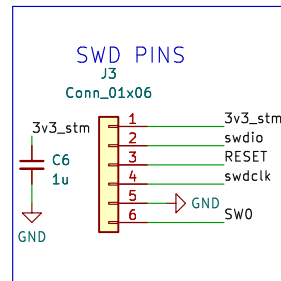 SWD PINS
J3
Conn_01x06
3v3_stm
C6
1u
GND
1 3v3_stm
2 swdio
3 RESET
4 swdclk
5 GND
6 SWO